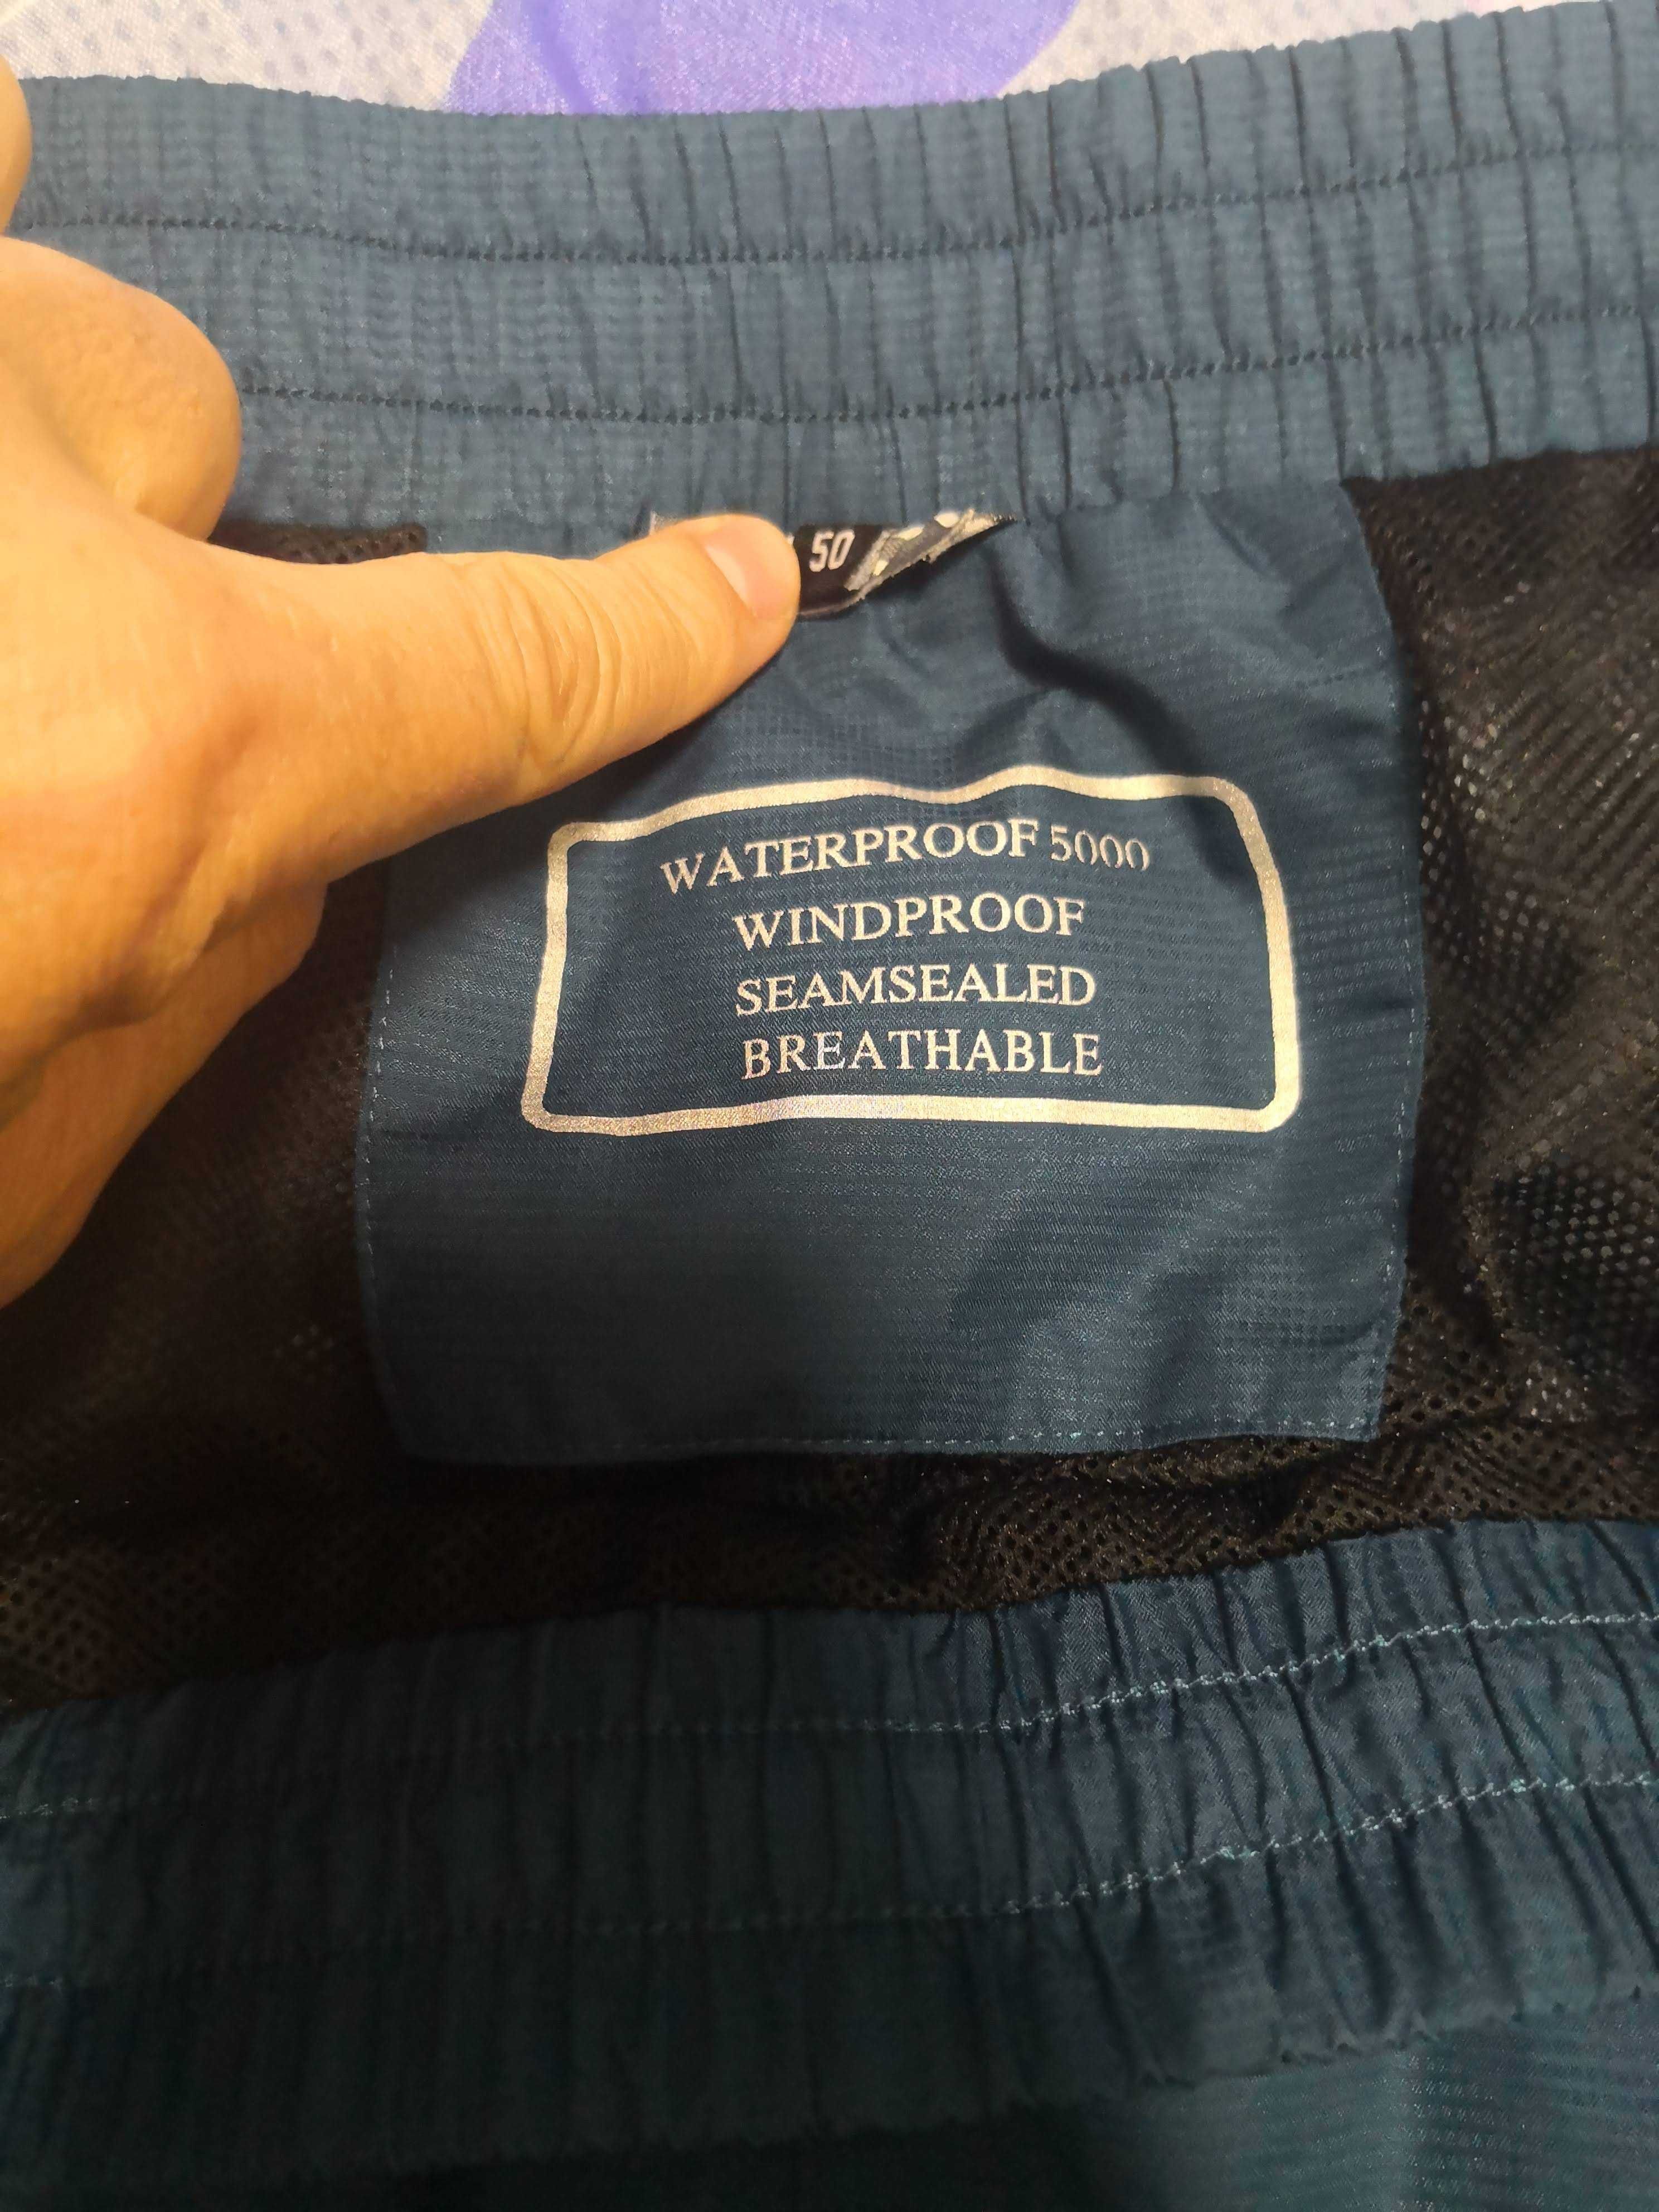 50
WATERPROOF 5000
WINDPROOF
SEAMSEALED
BREATHABLE